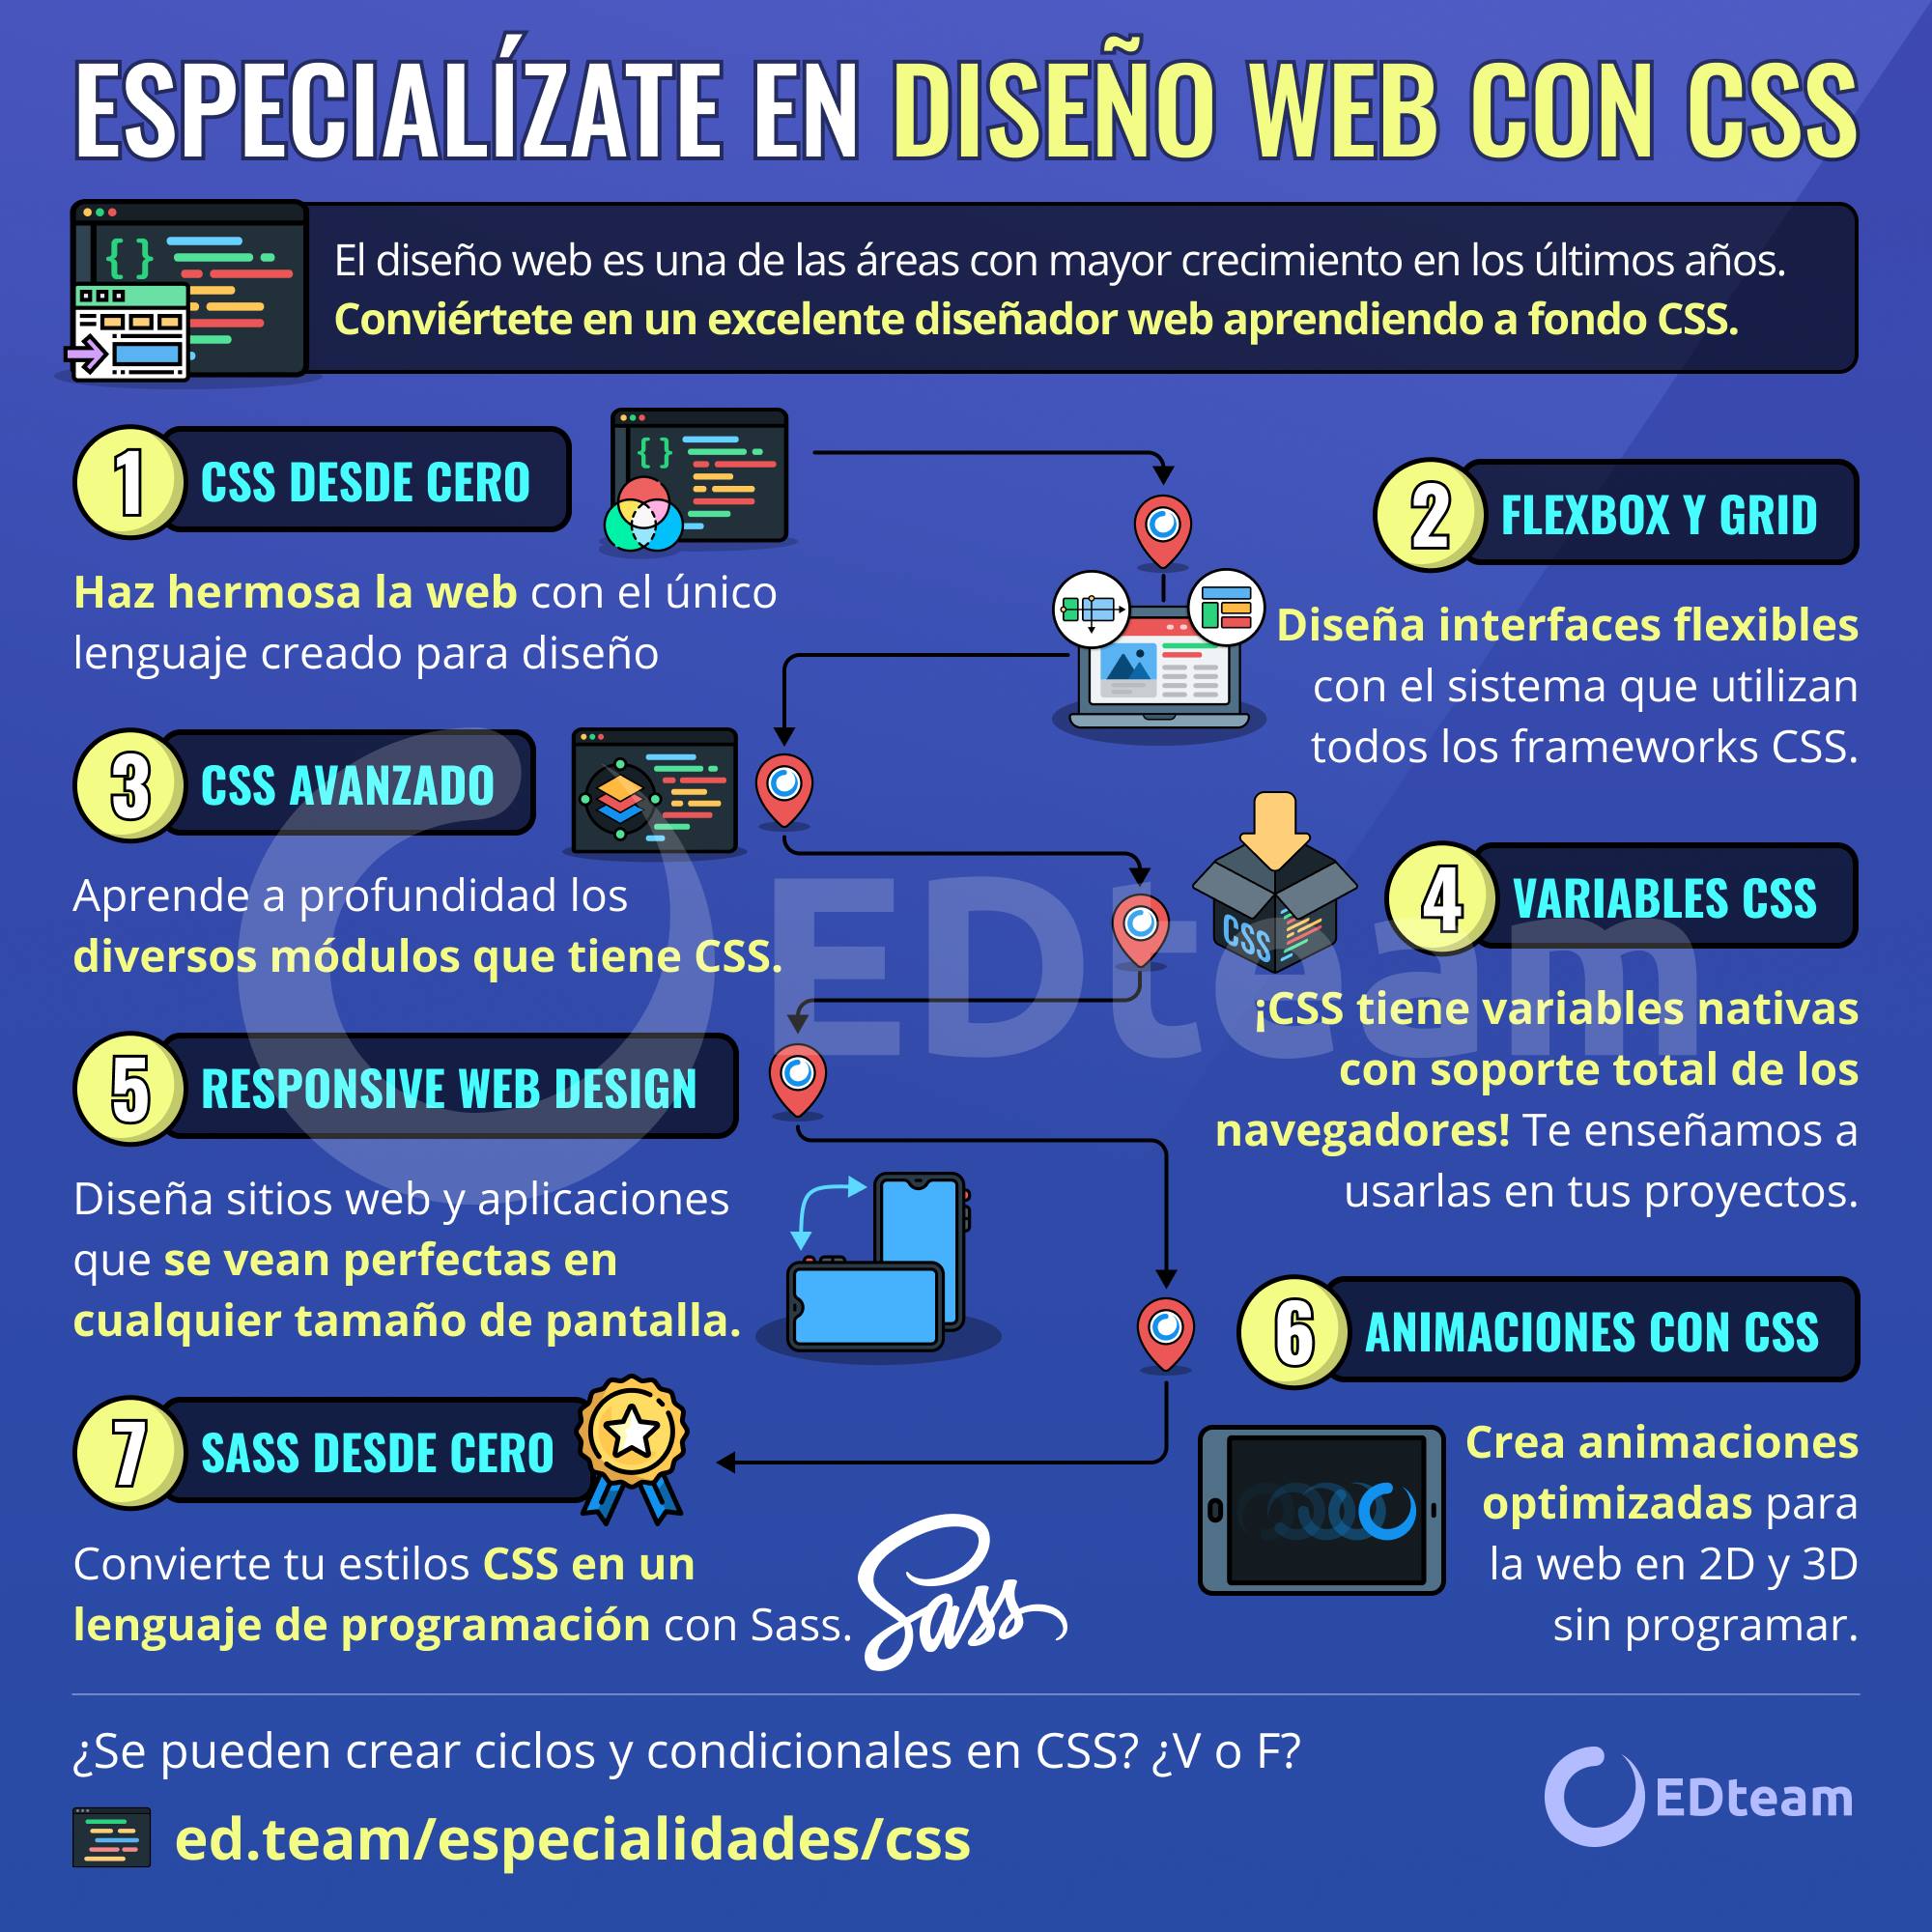 ESPECIALÍZATE EN DISEÑO WEB CON CSS
El diseño web es una de las áreas con mayor crecimiento en los últimos años.
Conviértete en un excelente diseñador web aprendiendo a fondo CSS.
1 CSS DESDE CERO
Haz hermosa la web con el único
lenguaje creado para diseño
2 FLEXBOX Y GRID
Diseña interfaces flexibles
con el sistema que utilizan
todos los frameworks CSS.
3 CSS AVANZADO
Aprende a profundidad los
diversos módulos que tiene CSS.
CSS
4 VARIABLES CSS
¡CSS tiene variables nativas
con soporte total de los
navegadores! Te enseñamos a
usarlas en tus proyectos.
EDteam
5 RESPONSIVE WEB DESIGN
Diseña sitios web y aplicaciones
que se vean perfectas en
cualquier tamaño de pantalla.
6 ANIMACIONES CON CSS
Crea animaciones
optimizadas para
la web en 2D y 3D
sin programar.
7 SASS DESDE CERO
Convierte tu estilos CSS en un
lenguaje de programación con Sass.
Sass
¿Se pueden crear ciclos y condicionales en CSS? ¿V o F?
ed.team/especialidades/css
EDteam